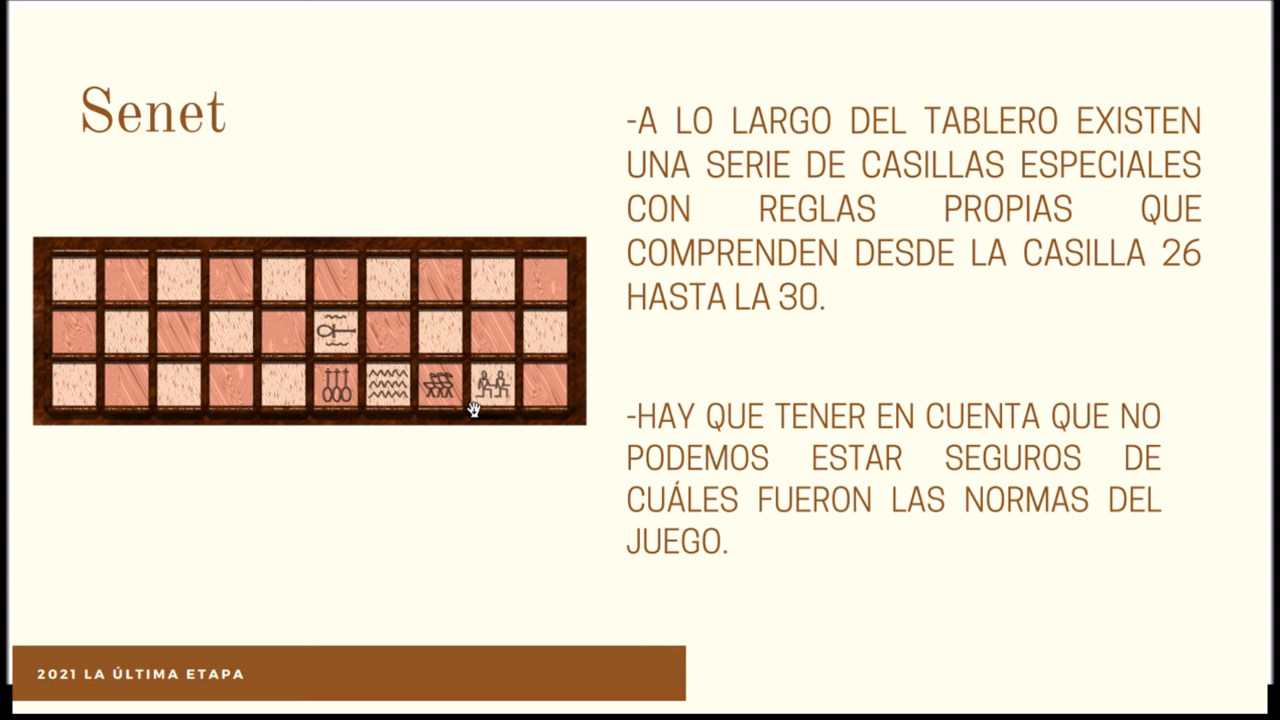 Senet
-A LO LARGO DEL TABLERO EXISTEN
UNA SERIE DE CASILLAS ESPECIALES
CON REGLAS PROPIAS QUE
COMPRENDEN DESDE LA CASILLA 26
HASTA LA 30.
-HAY QUE TENER EN CUENTA QUE NO
PODEMOS ESTAR SEGUROS DE
CUÁLES FUERON LAS NORMAS DEL
JUEGO.
2021 LA ÚLTIMA ETAPA